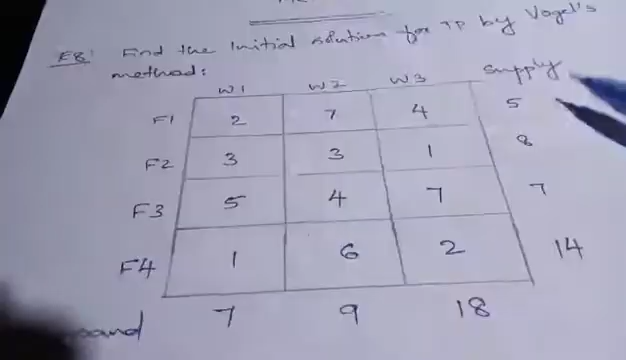 E8: Find the Initial solution for TP by Vogel's
method:
W1 W2 W3 Supply
F1 2 7 4 5
F2 3 3 1 8
F3 5 4 7 7
F4 1 6 2 14
7 9 18